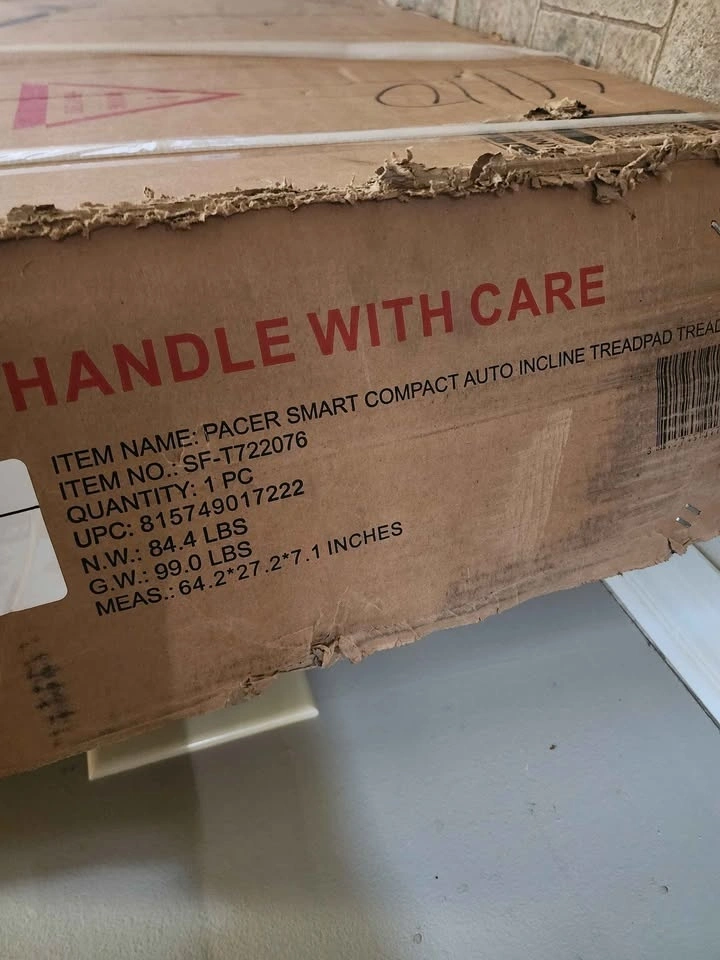 HANDLE WITH CARE
ITEM NAME: PACER SMART COMPACT AUTO INCLINE TREADPAD TREAD
ITEM NO.: SF-T722076
QUANTITY: 1 PC
UPC: 815749017222
N.W.: 84.4 LBS
G.W.: 99.0 LBS
MEAS.: 64.2*27.2*7.1 INCHES